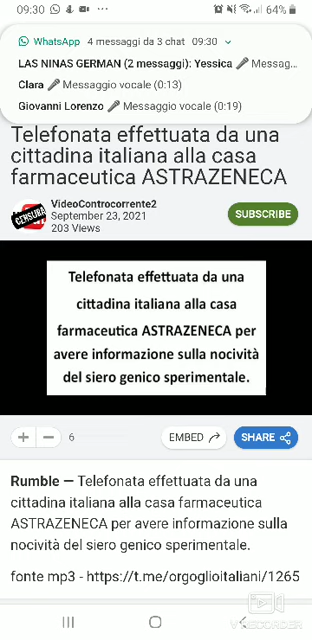 09:30 64%
WhatsApp 4 messaggi da 3 chat 09:30
LAS NINAS GERMAN (2 messaggi): Yessica Messag...
Clara Messaggio vocale (0:13)
Giovanni Lorenzo Messaggio vocale (0:19)
Telefonata effettuata da una
cittadina italiana alla casa
farmaceutica ASTRAZENECA
CENSURA
VideoControcorrente2
September 23, 2021
203 Views
SUBSCRIBE
Telefonata effettuata da una
cittadina italiana alla casa
farmaceutica ASTRAZENECA per
avere informazione sulla nocività
del siero genico sperimentale.
6
EMBED
SHARE
Rumble — Telefonata effettuata da una
cittadina italiana alla casa farmaceutica
ASTRAZENECA per avere informazione sulla
nocività del siero genico sperimentale.
fonte mp3 - https://t.me/orgoglioitaliani/1265